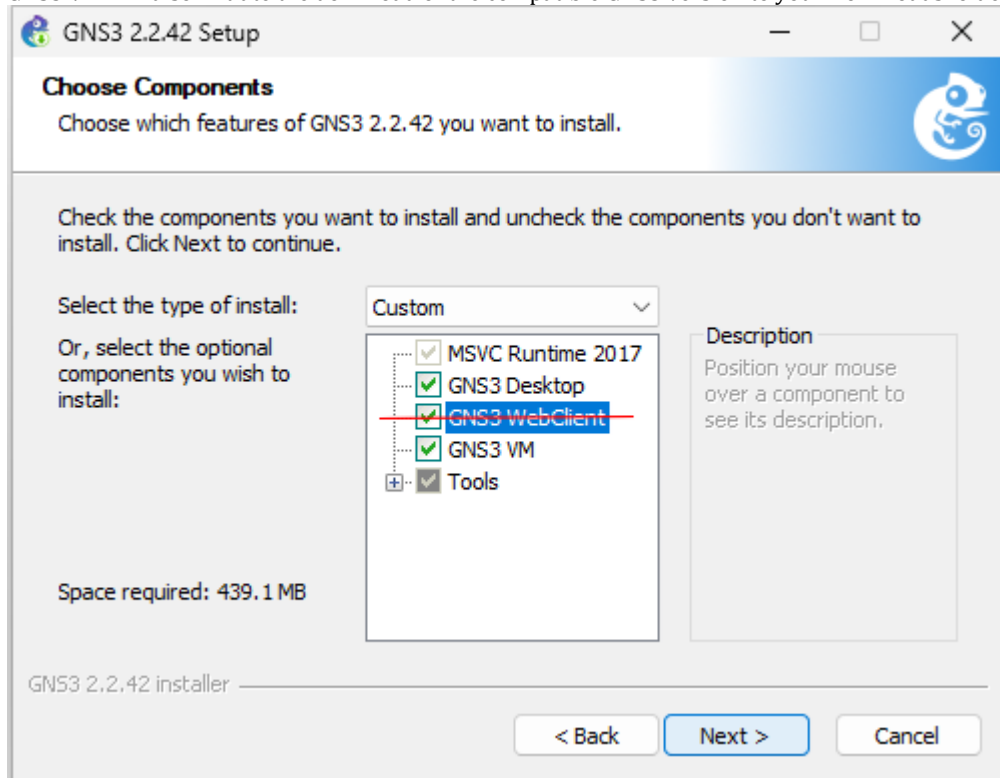 GNS3 2.2.42 Setup
Choose Components
Choose which features of GNS3 2.2.42 you want to install.
Check the components you want to install and uncheck the components you don't want to
install. Click Next to continue.
Select the type of install:
Custom
Or, select the optional
components you wish to
install:
MSVC Runtime 2017
GNS3 Desktop
GNS3 WebClient
GNS3 VM
Tools
Description
Position your mouse
over a component to
see its description.
Space required: 439.1 MB
GNS3 2.2.42 installer
< Back
Next >
Cancel